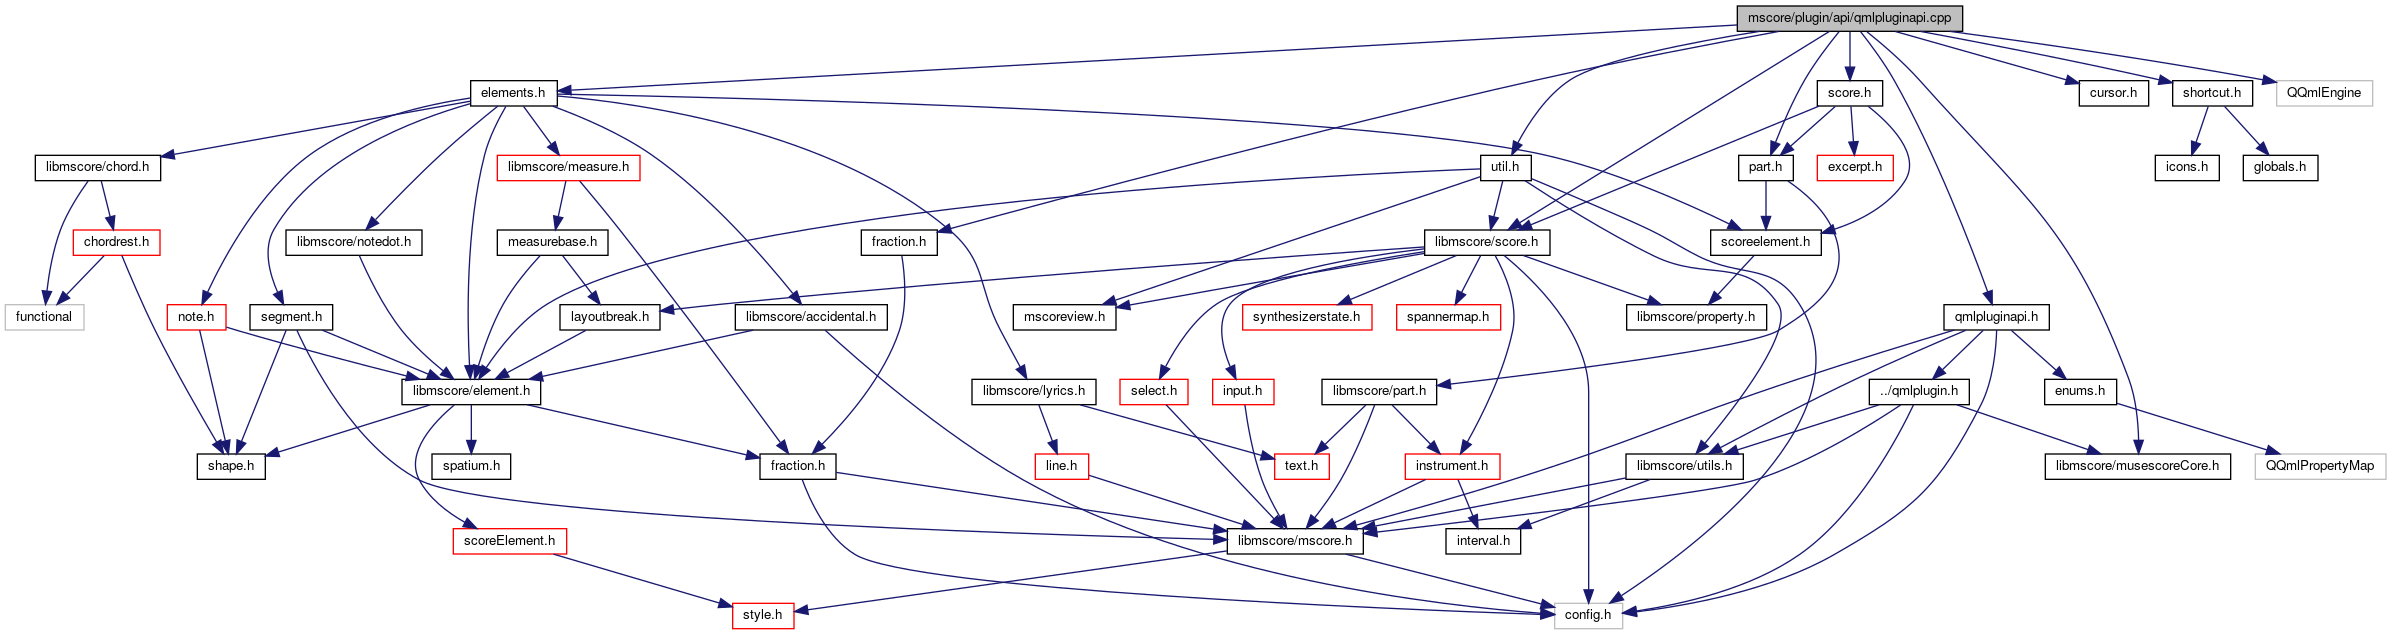 mscore/plugin/api/qmlpluginapi.cpp
elements.h
score.h
cursor.h
shortcut.h
QQmlEngine
libmscore/chord.h
libmscore/measure.h
util.h
part.h
excerpt.h
icons.h
globals.h
chordrest.h
libmscore/notedot.h
measurebase.h
fraction.h
libmscore/score.h
scoreelement.h
functional
note.h
segment.h
layoutbreak.h
libmscore/accidental.h
mscoreview.h
synthesizerstate.h
spannermap.h
libmscore/property.h
qmlpluginapi.h
libmscore/element.h
libmscore/lyrics.h
select.h
input.h
libmscore/part.h
../qmlplugin.h
enums.h
shape.h
spatium.h
fraction.h
line.h
text.h
instrument.h
libmscore/utils.h
libmscore/musescoreCore.h
QQmlPropertyMap
scoreElement.h
libmscore/mscore.h
interval.h
style.h
config.h